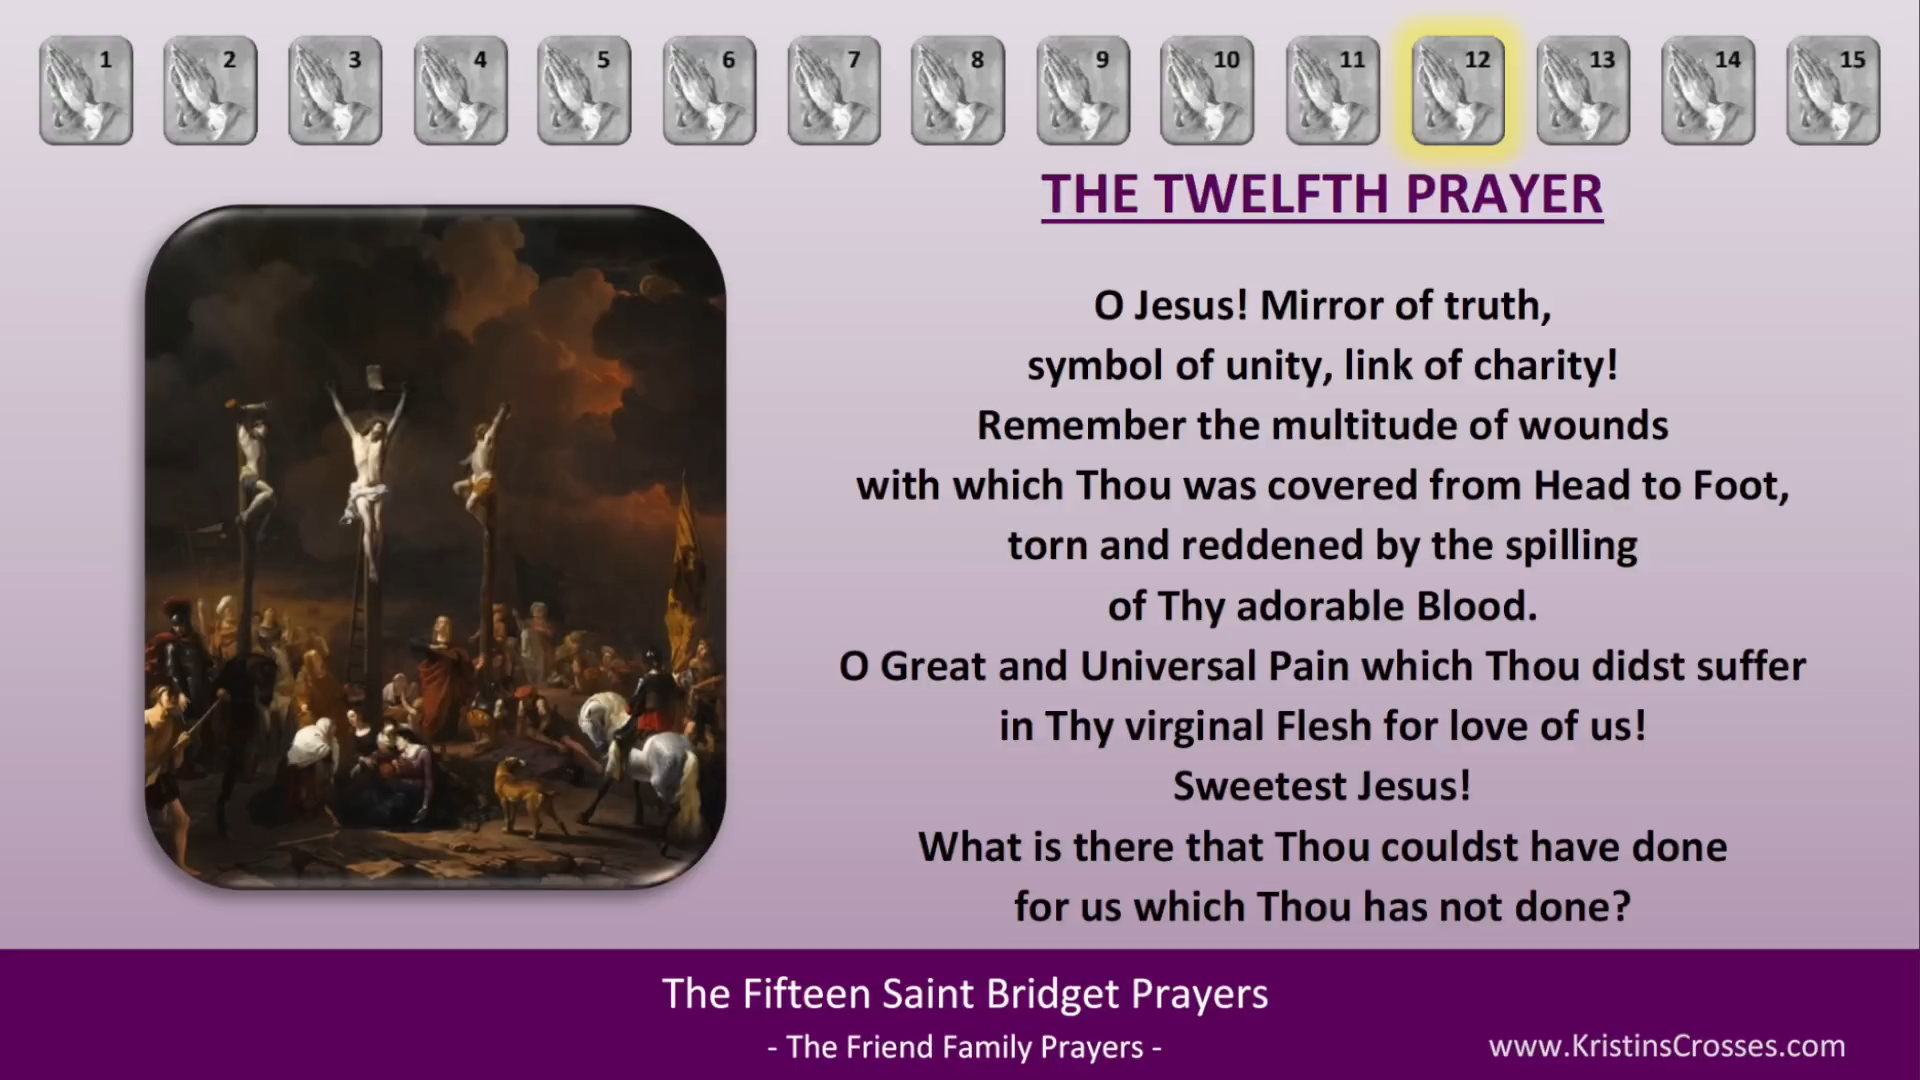 1 2 3 4 5 6 7 8 9 10 11 12 13 14 15
THE TWELFTH PRAYER
O Jesus! Mirror of truth,
symbol of unity, link of charity!
Remember the multitude of wounds
with which Thou was covered from Head to Foot,
torn and reddened by the spilling
of Thy adorable Blood.
O Great and Universal Pain which Thou didst suffer
in Thy virginal Flesh for love of us!
Sweetest Jesus!
What is there that Thou couldst have done
for us which Thou has not done?
The Fifteen Saint Bridget Prayers
- The Friend Family Prayers -
www.KristinsCrosses.com